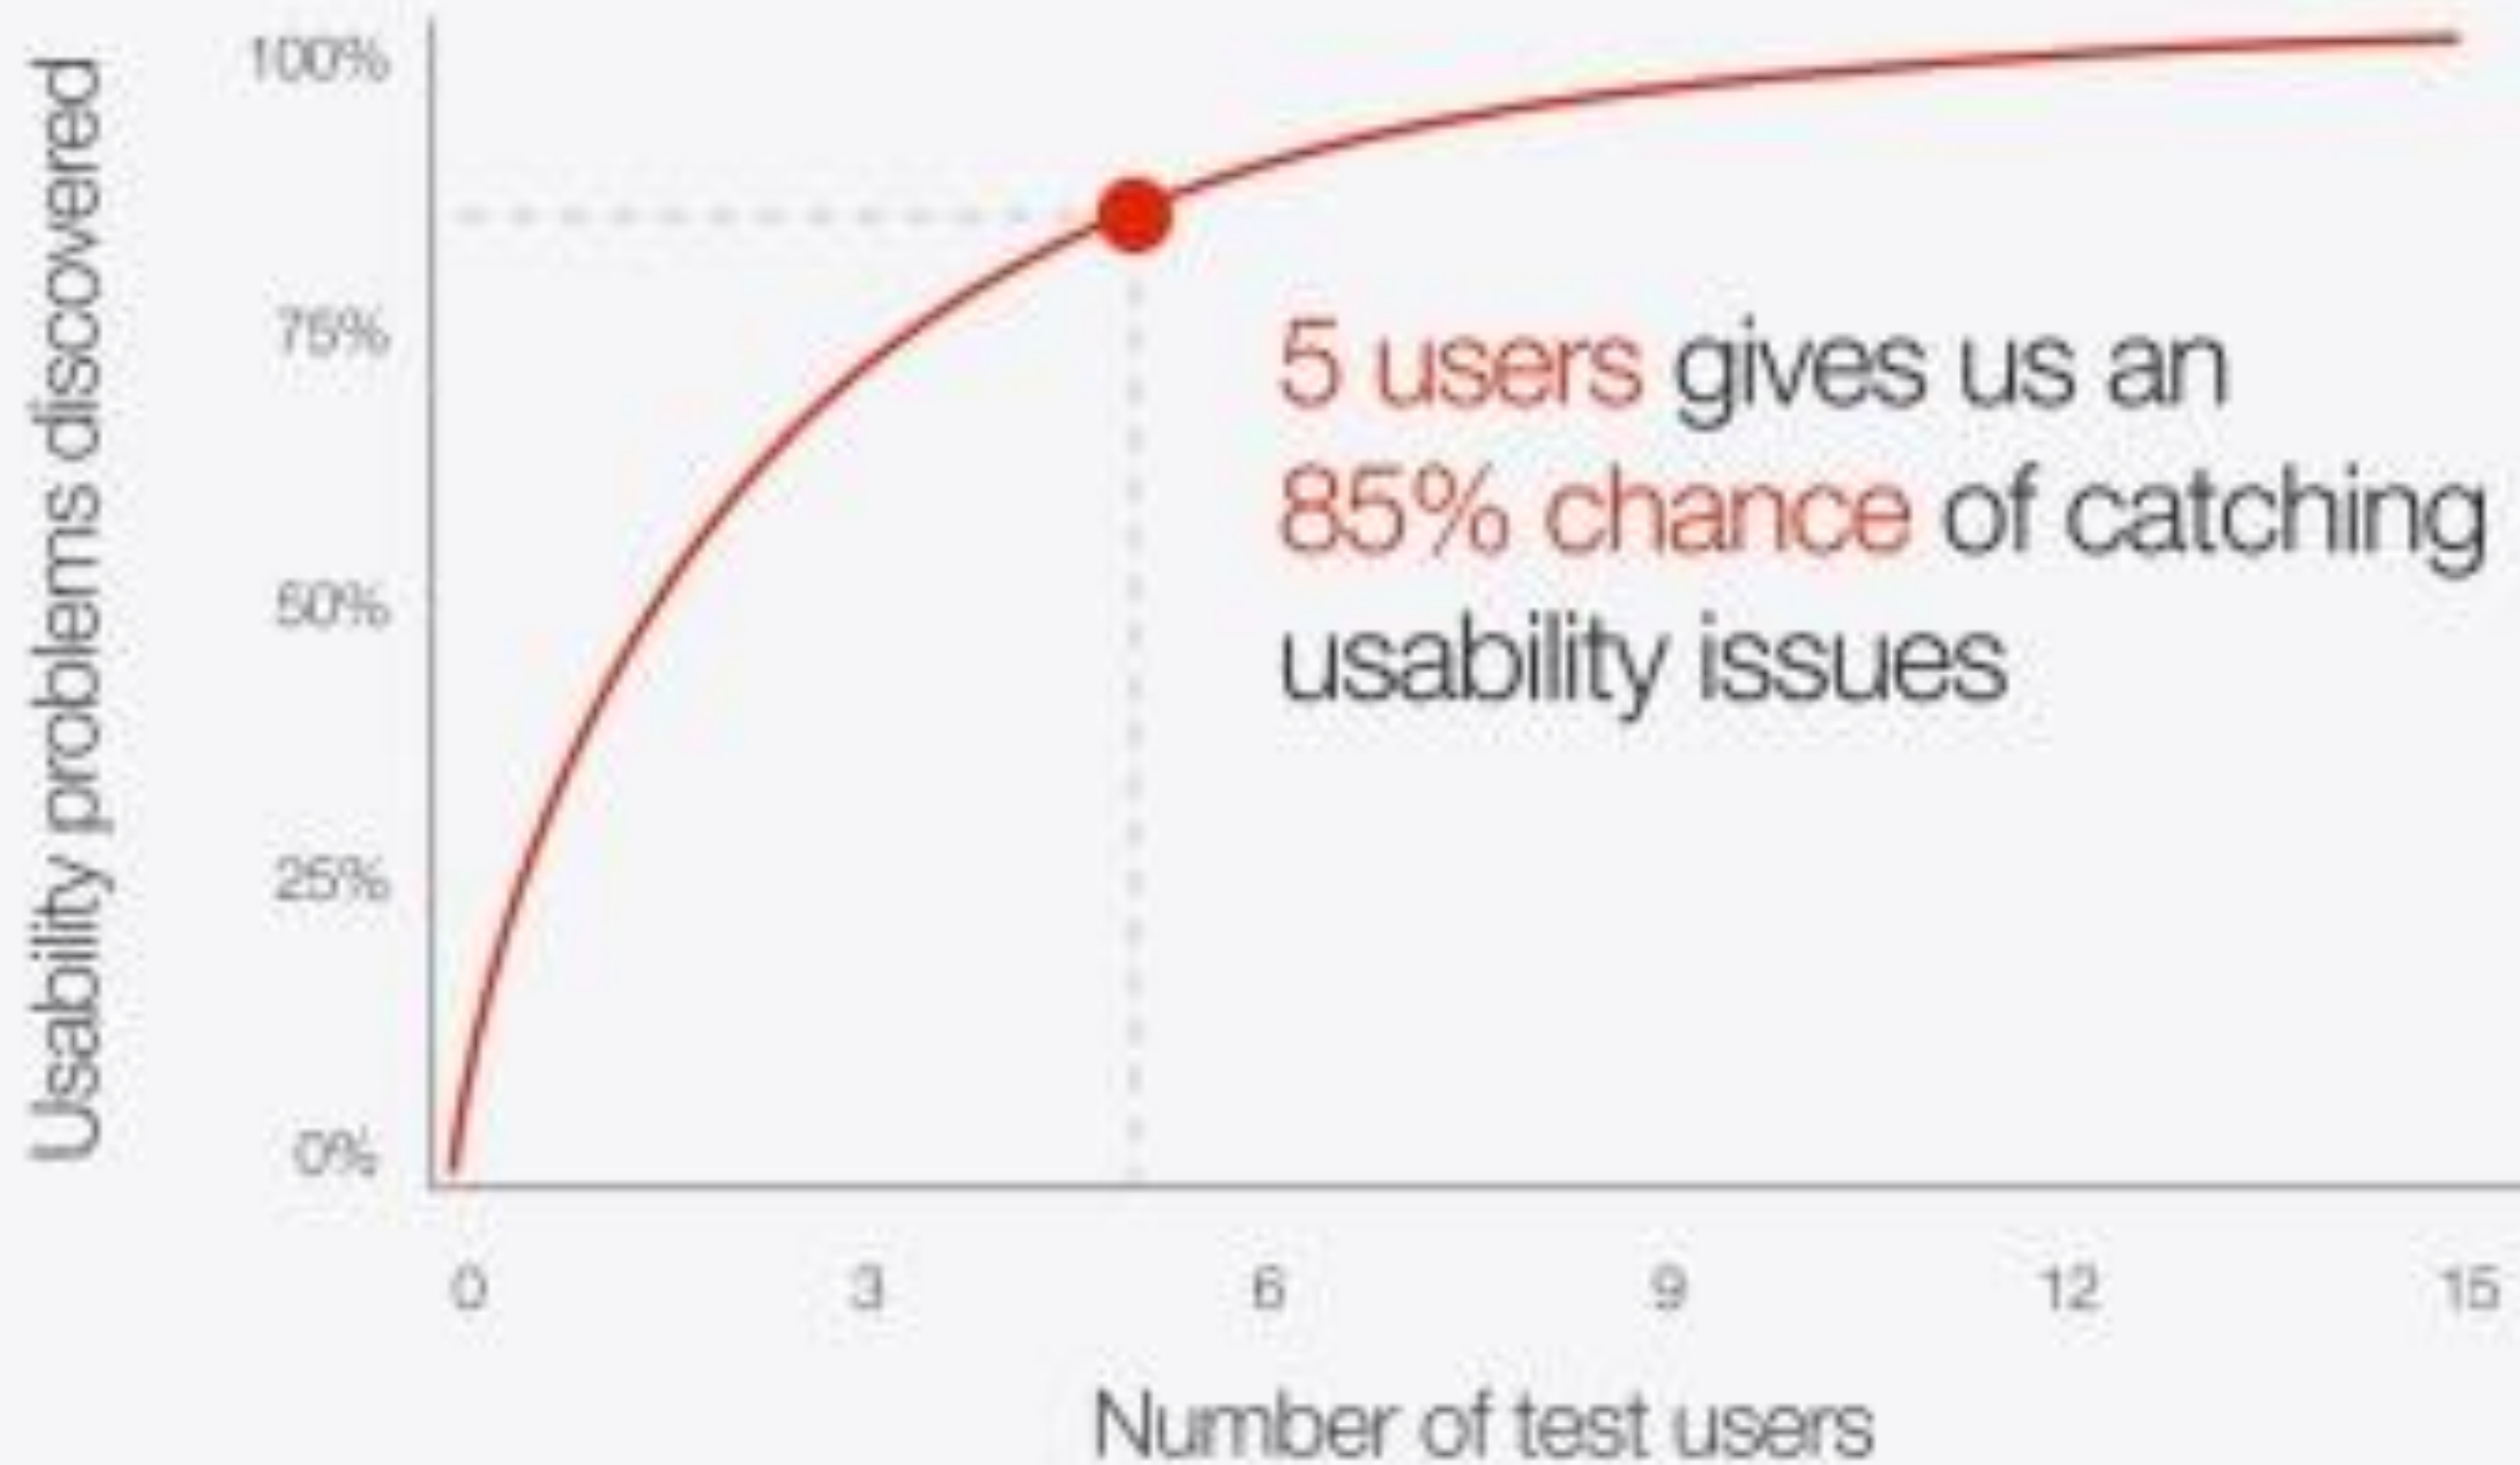 Usability problems discovered
100%
75%
50%
25%
0%
5 users gives us an
85% chance of catching
usability issues
0 3 6 9 12 15
Number of test users